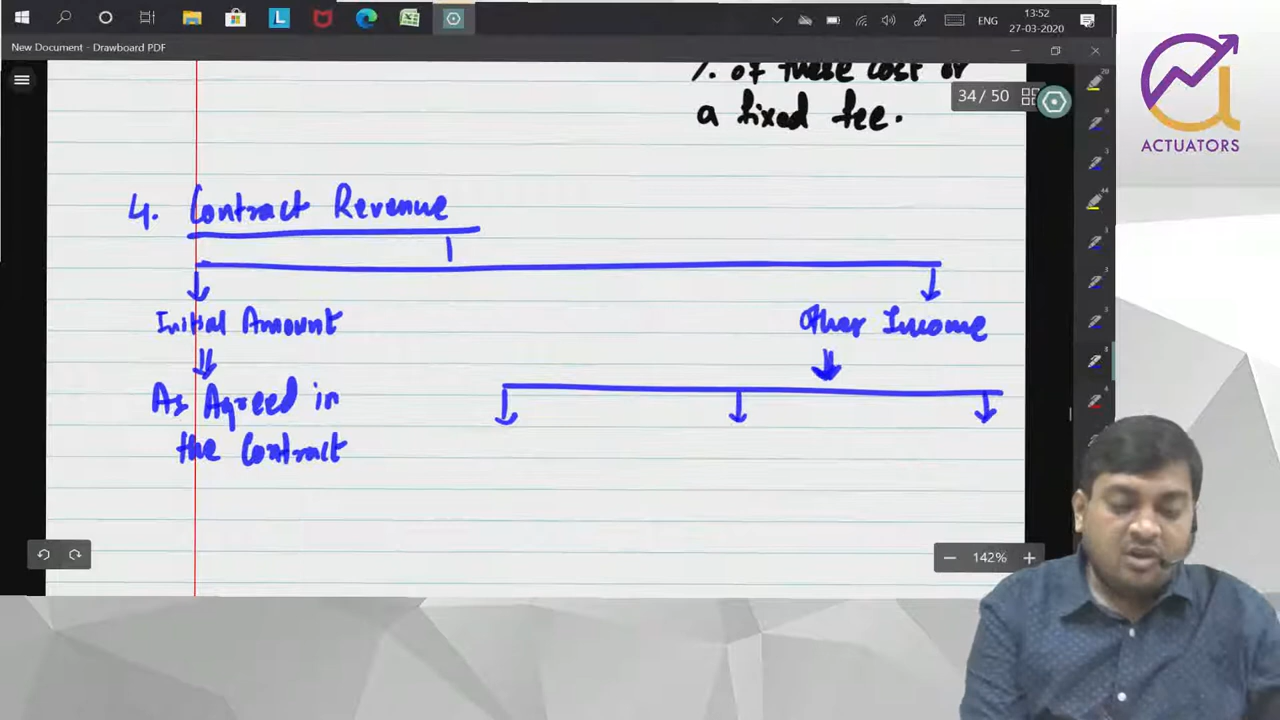 13:52
ENG
27-03-2020
New Document - Drawboard PDF
%. of these cost or
a fixed fee.
34 / 50
ACTUATORS
4. Contract Revenue
Initial Amount
Other Income
As Agreed in
the Contract
142%